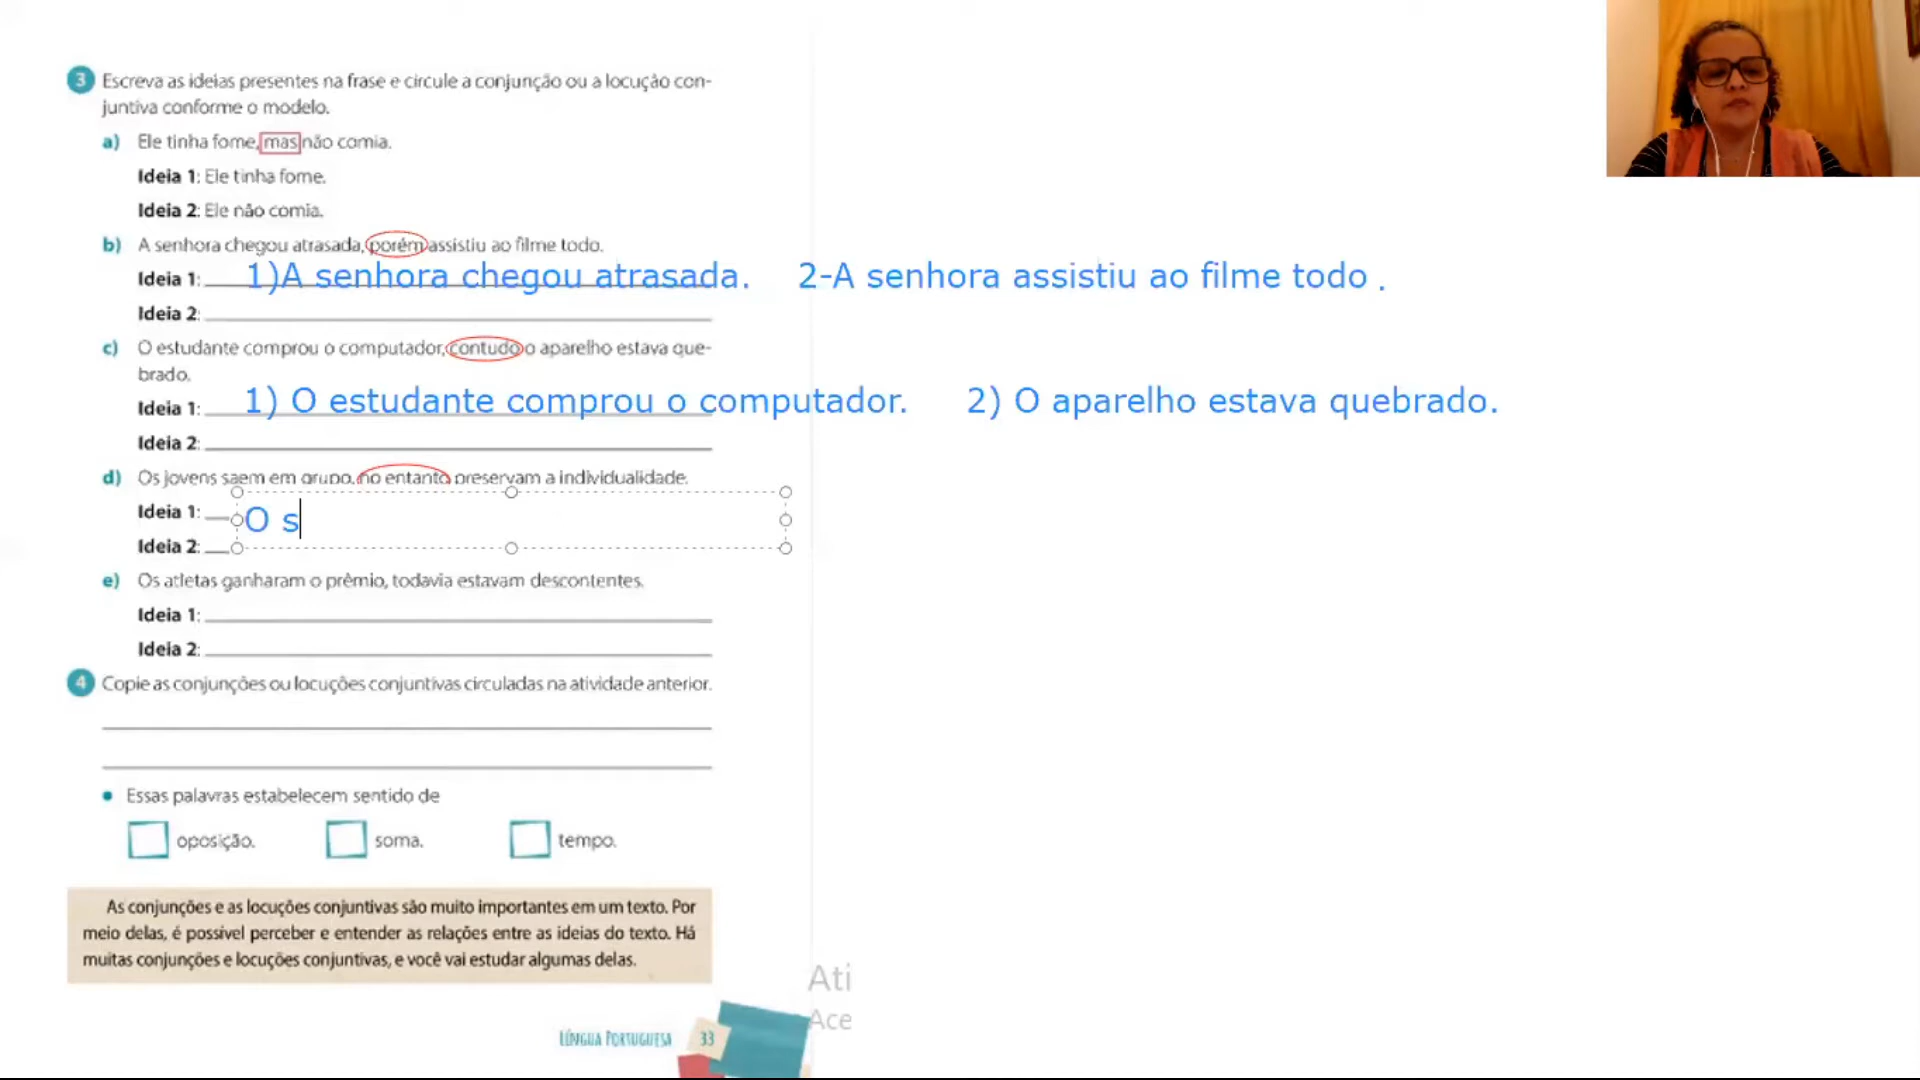 3 Escreva as ideias presentes na frase e circule a conjunção ou a locução con-
juntiva conforme o modelo.
a) Ele tinha fome, mas não comia.
Ideia 1: Ele tinha fome.
Ideia 2: Ele não comia.
b) A senhora chegou atrasada, porém assistiu ao filme todo.
Ideia 1: 1)A senhora chegou atrasada. 2-A senhora assistiu ao filme todo .
Ideia 2:
c) O estudante comprou o computador, contudo o aparelho estava que-
brado.
Ideia 1: 1) O estudante comprou o computador. 2) O aparelho estava quebrado.
Ideia 2:
d) Os jovens saem em grupo, no entanto preservam a individualidade.
Ideia 1: O s
Ideia 2:
e) Os atletas ganharam o prêmio, todavia estavam descontentes.
Ideia 1:
Ideia 2:
4 Copie as conjunções ou locuções conjuntivas circuladas na atividade anterior.
• Essas palavras estabelecem sentido de
oposição. soma. tempo.
As conjunções e as locuções conjuntivas são muito importantes em um texto. Por
meio delas, é possível perceber e entender as relações entre as ideias do texto. Há
muitas conjunções e locuções conjuntivas, e você vai estudar algumas delas.
Ati
Ace
LÍNGUA PORTUGUESA 33